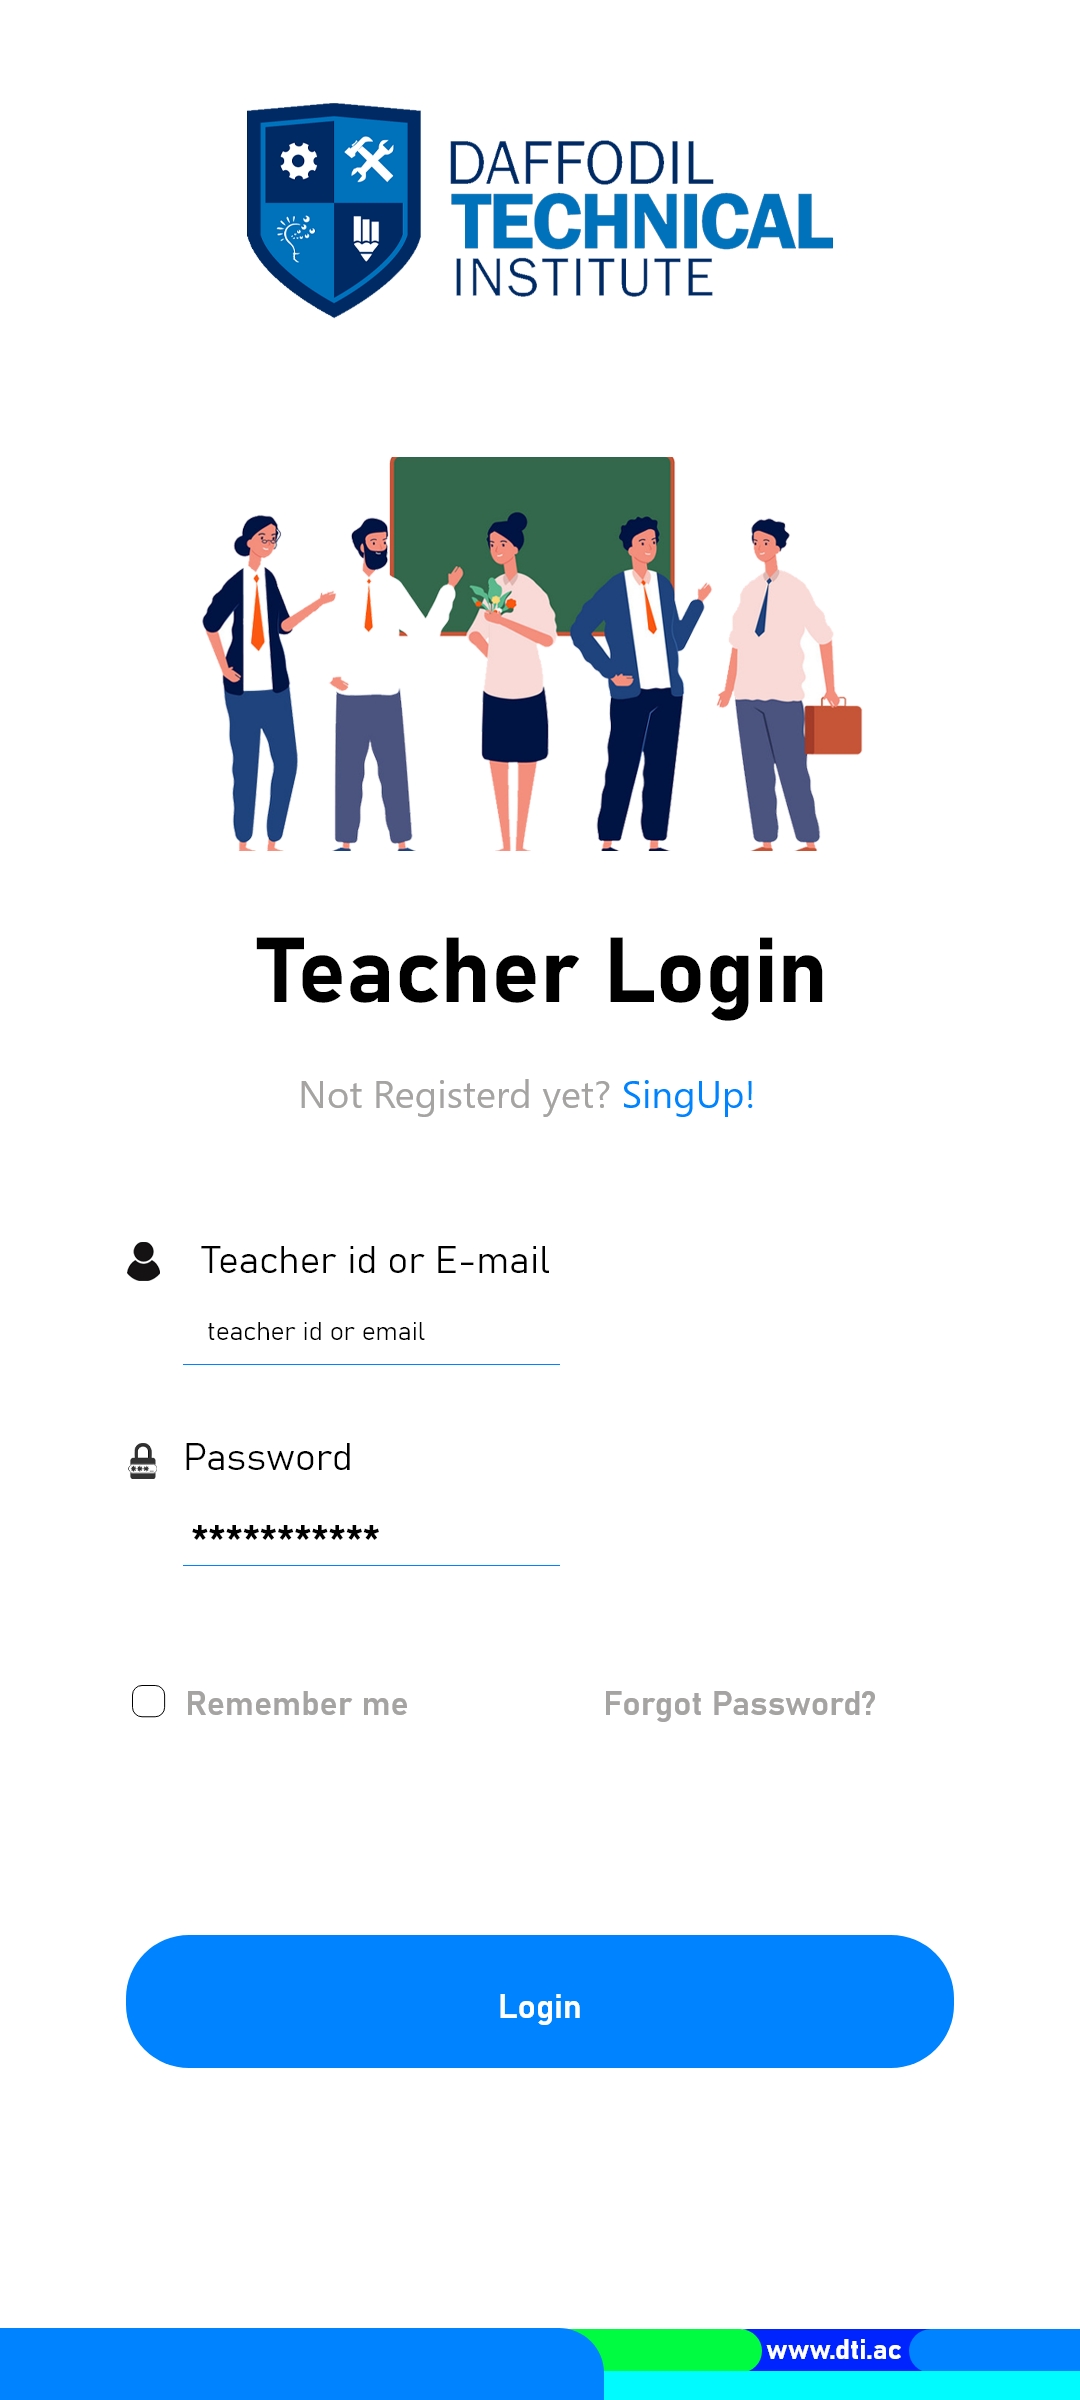 DAFFODIL
TECHNICAL
INSTITUTE
Teacher Login
Not Registerd yet? SingUp!
Teacher id or E-mail
teacher id or email
Password
***********
Remember me
Forgot Password?
Login
www.dti.ac